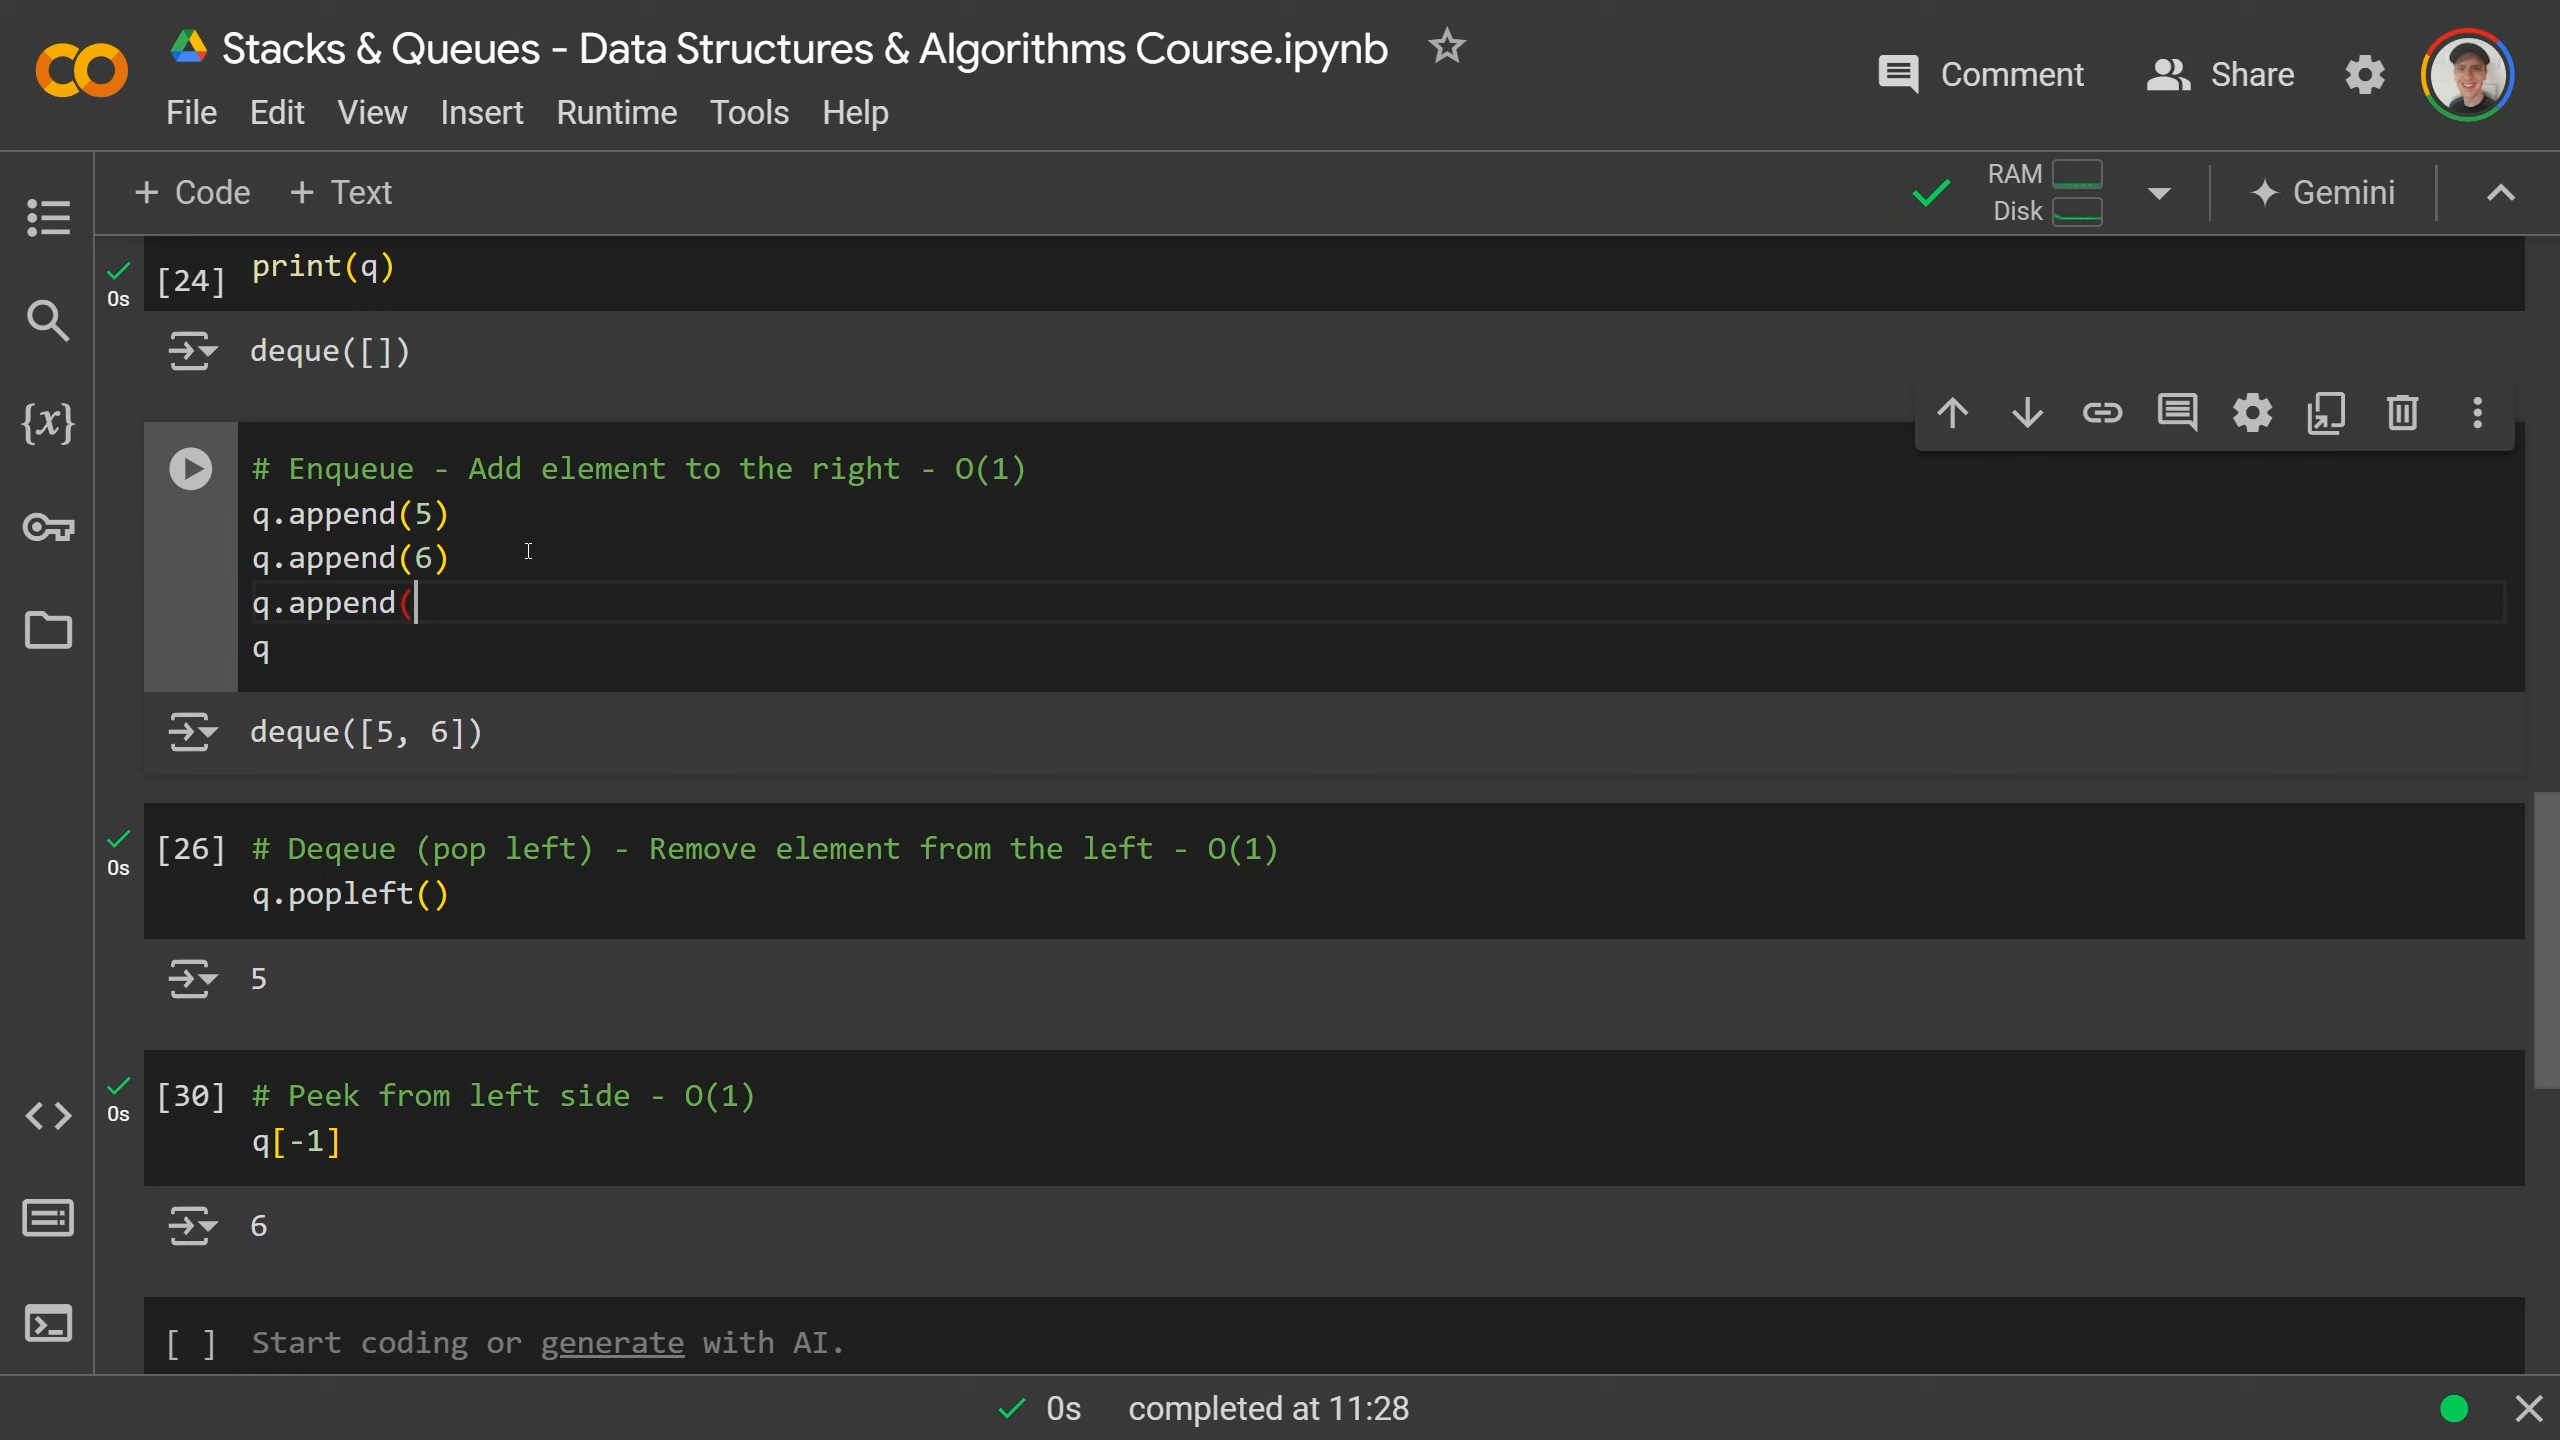 Stacks & Queues - Data Structures & Algorithms Course.ipynb
File Edit View Insert Runtime Tools Help
Comment
Share
+ Code + Text
RAM
Disk
Gemini
0s
[24] print(q)
deque([])
# Enqueue - Add element to the right - O(1)
q.append(5)
q.append(6)
q.append(
q
deque([5, 6])
0s
[26] # Deqeue (pop left) - Remove element from the left - O(1)
q.popleft()
5
0s
[30] # Peek from left side - O(1)
q[-1]
6
[ ] Start coding or generate with AI.
0s completed at 11:28